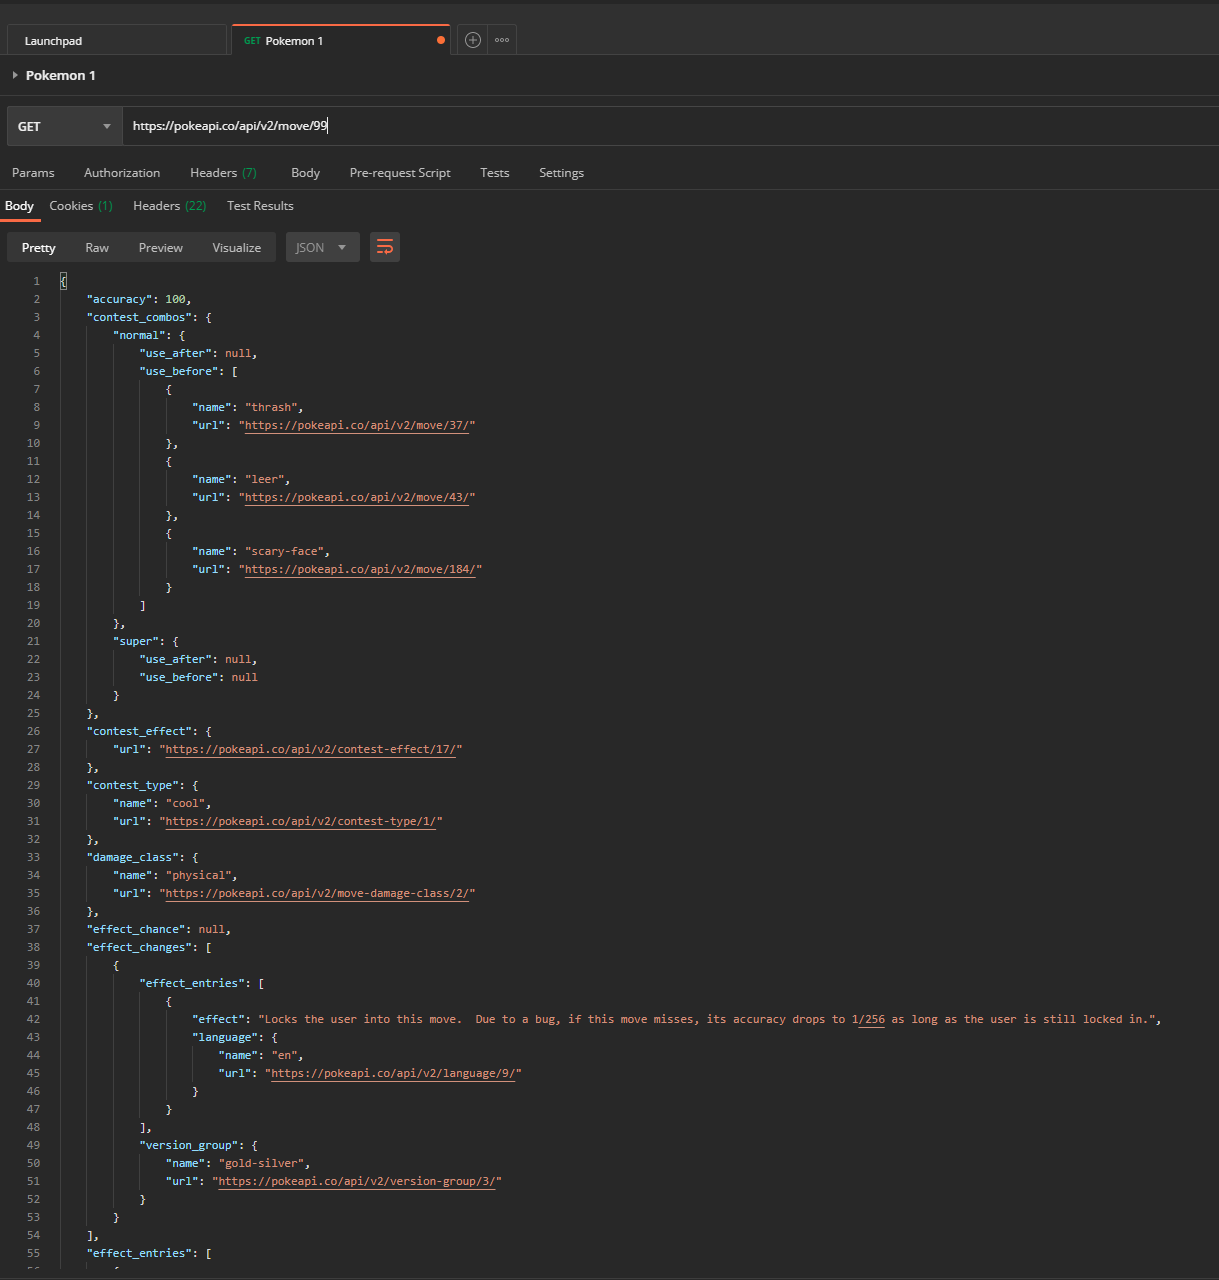 Launchpad
GET Pokemon 1
Pokemon 1
GET https://pokeapi.co/api/v2/move/99
Params Authorization Headers (7) Body Pre-request Script Tests Settings
Body Cookies (1) Headers (22) Test Results
Pretty Raw Preview Visualize JSON
1 {
2 "accuracy": 100,
3 "contest_combos": {
4 "normal": {
5 "use_after": null,
6 "use_before": [
7 {
8 "name": "thrash",
9 "url": "https://pokeapi.co/api/v2/move/37/"
10 },
11 {
12 "name": "leer",
13 "url": "https://pokeapi.co/api/v2/move/43/"
14 },
15 {
16 "name": "scary-face",
17 "url": "https://pokeapi.co/api/v2/move/184/"
18 }
19 ]
20 },
21 "super": {
22 "use_after": null,
23 "use_before": null
24 }
25 },
26 "contest_effect": {
27 "url": "https://pokeapi.co/api/v2/contest-effect/17/"
28 },
29 "contest_type": {
30 "name": "cool",
31 "url": "https://pokeapi.co/api/v2/contest-type/1/"
32 },
33 "damage_class": {
34 "name": "physical",
35 "url": "https://pokeapi.co/api/v2/move-damage-class/2/"
36 },
37 "effect_chance": null,
38 "effect_changes": [
39 {
40 "effect_entries": [
41 {
42 "effect": "Locks the user into this move.  Due to a bug, if this move misses, its accuracy drops to 1/256 as long as the user is still locked in.",
43 "language": {
44 "name": "en",
45 "url": "https://pokeapi.co/api/v2/language/9/"
46 }
47 }
48 ],
49 "version_group": {
50 "name": "gold-silver",
51 "url": "https://pokeapi.co/api/v2/version-group/3/"
52 }
53 }
54 ],
55 "effect_entries": [